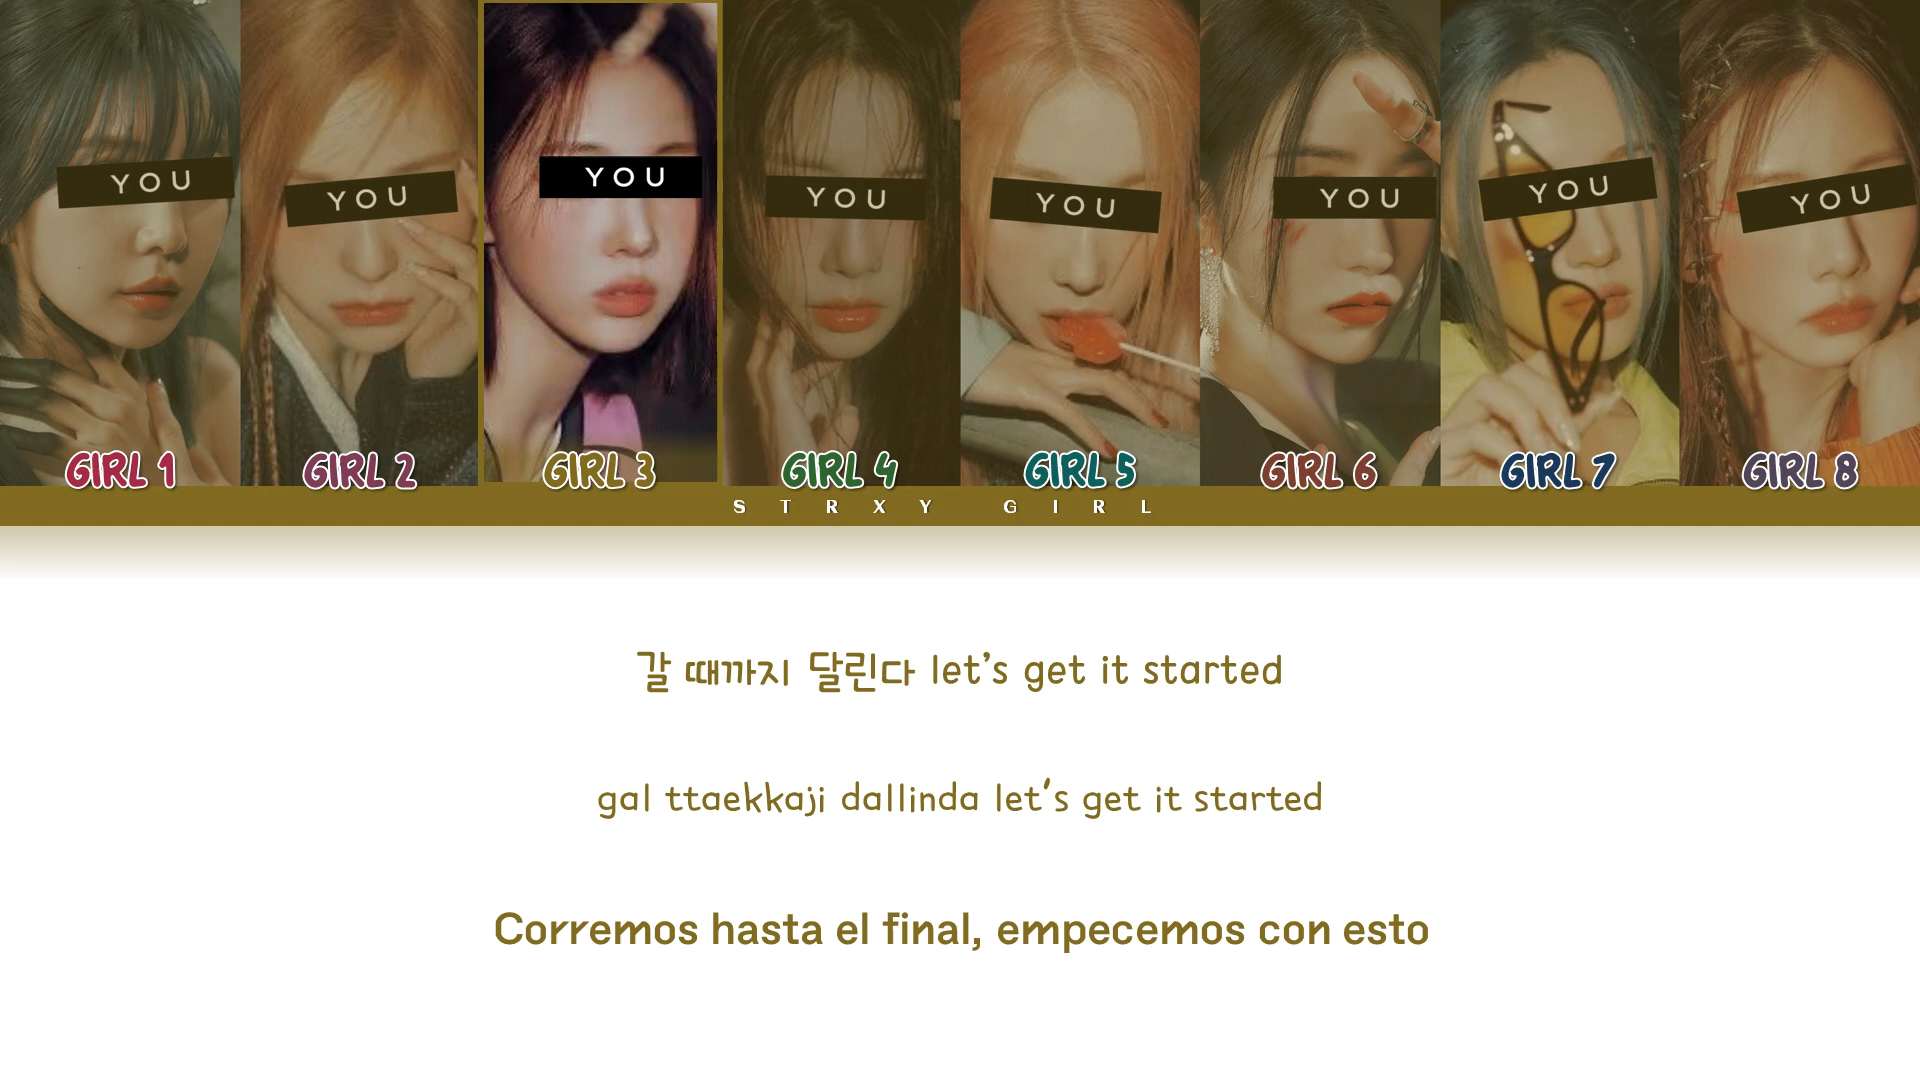 YOU YOU YOU YOU YOU YOU YOU YOU
GIRL 1 GIRL 2 GIRL 3 GIRL 4 GIRL 5 GIRL 6 GIRL 7 GIRL 8
STRXY GIRL
갈 때까지 달린다 let’s get it started
gal ttaekkaji dallinda let's get it started
Corremos hasta el final, empecemos con esto